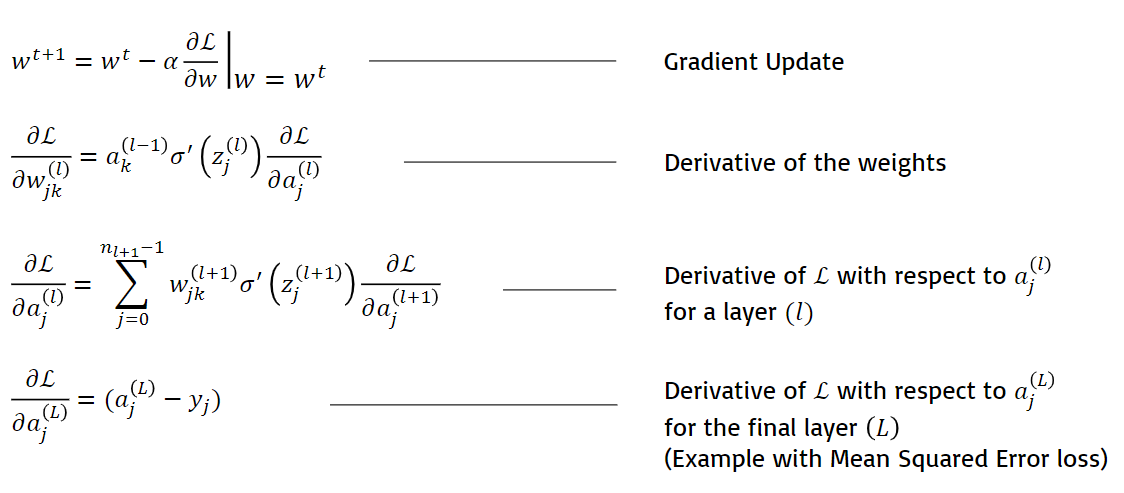 $w^{t+1} = w^t - \alpha \frac{\partial \mathcal{L}}{\partial w} \Big|_{w = w^t}$ Gradient Update
$\frac{\partial \mathcal{L}}{\partial w_{jk}^{(l)}} = a_k^{(l-1)} \sigma' \left( z_j^{(l)} \right) \frac{\partial \mathcal{L}}{\partial a_j^{(l)}}$ Derivative of the weights
$\frac{\partial \mathcal{L}}{\partial a_j^{(l)}} = \sum_{j=0}^{n_{l+1}-1} w_{jk}^{(l+1)} \sigma' \left( z_j^{(l+1)} \right) \frac{\partial \mathcal{L}}{\partial a_j^{(l+1)}}$ Derivative of $\mathcal{L}$ with respect to $a_j^{(l)}$
for a layer $(l)$
$\frac{\partial \mathcal{L}}{\partial a_j^{(L)}} = (a_j^{(L)} - y_j)$ Derivative of $\mathcal{L}$ with respect to $a_j^{(L)}$
for the final layer $(L)$
(Example with Mean Squared Error loss)